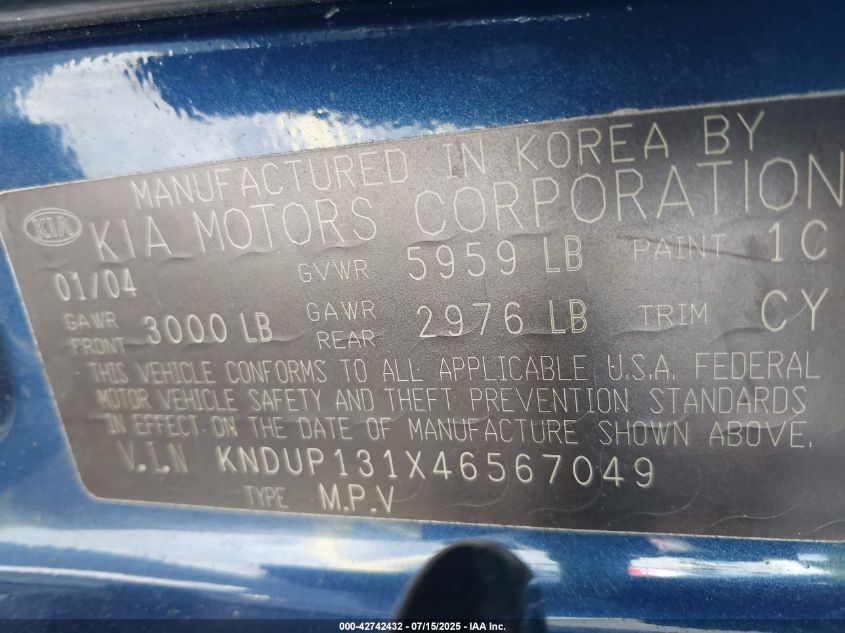 MANUFACTURED IN KOREA BY
KIA KIA MOTORS CORPORATION
01/04 GVWR 5959 LB PAINT 1C
GAWR FRONT 3000 LB GAWR REAR 2976 LB TRIM CY
THIS VEHICLE CONFORMS TO ALL APPLICABLE U.S.A. FEDERAL
MOTOR VEHICLE SAFETY AND THEFT PREVENTION STANDARDS
IN EFFECT ON THE DATE OF MANUFACTURE SHOWN ABOVE.
V.I.N KNDUP131X46567049
TYPE M.P.V
000-42742432 - 07/15/2025 - IAA Inc.